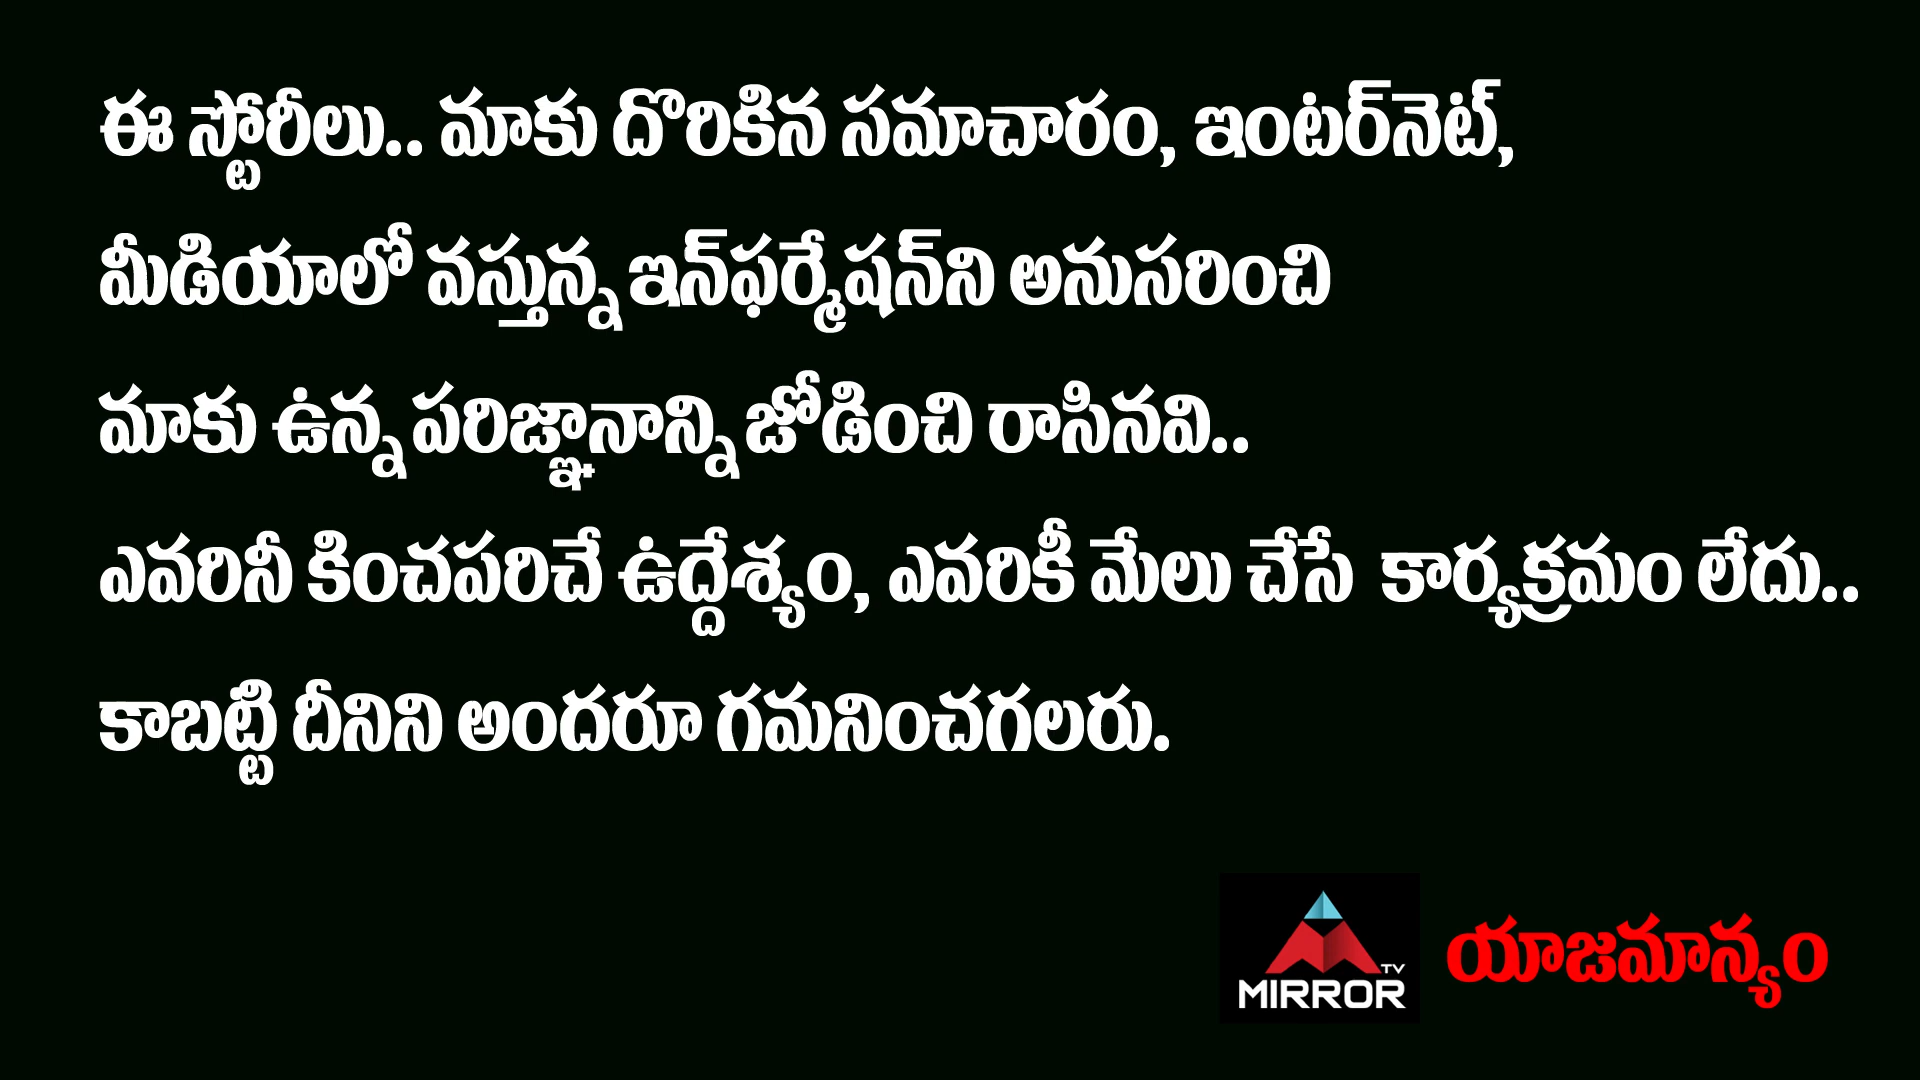 ఈ స్టోరీలు.. మాకు దొరికిన సమాచారం, ఇంటర్‌నెట్,
మీడియాలో వస్తున్న ఇన్‌ఫర్మేషన్‌ని అనుసరించి
మాకు ఉన్న పరిజ్ఞానాన్ని జోడించి రాసినవి..
ఎవరినీ కించపరిచే ఉద్దేశ్యం, ఎవరికీ మేలు చేసే కార్యక్రమం లేదు..
కాబట్టి దీనిని అందరూ గమనించగలరు.
TV
MIRROR
యాజమాన్యం